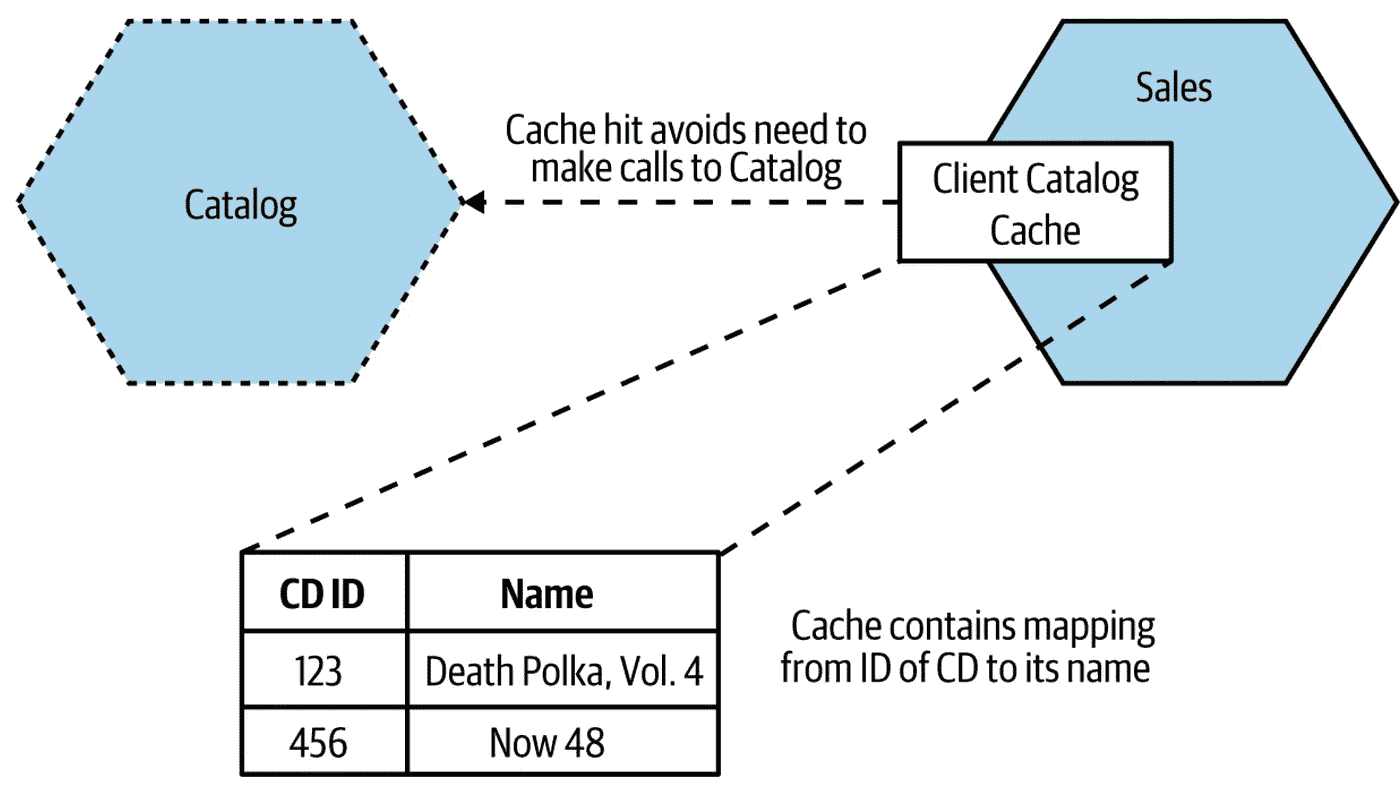 Sales
Cache hit avoids need to
make calls to Catalog
Client Catalog
Cache
Catalog
CD ID
Name
123
Death Polka, Vol. 4
456
Now 48
Cache contains mapping
from ID of CD to its name